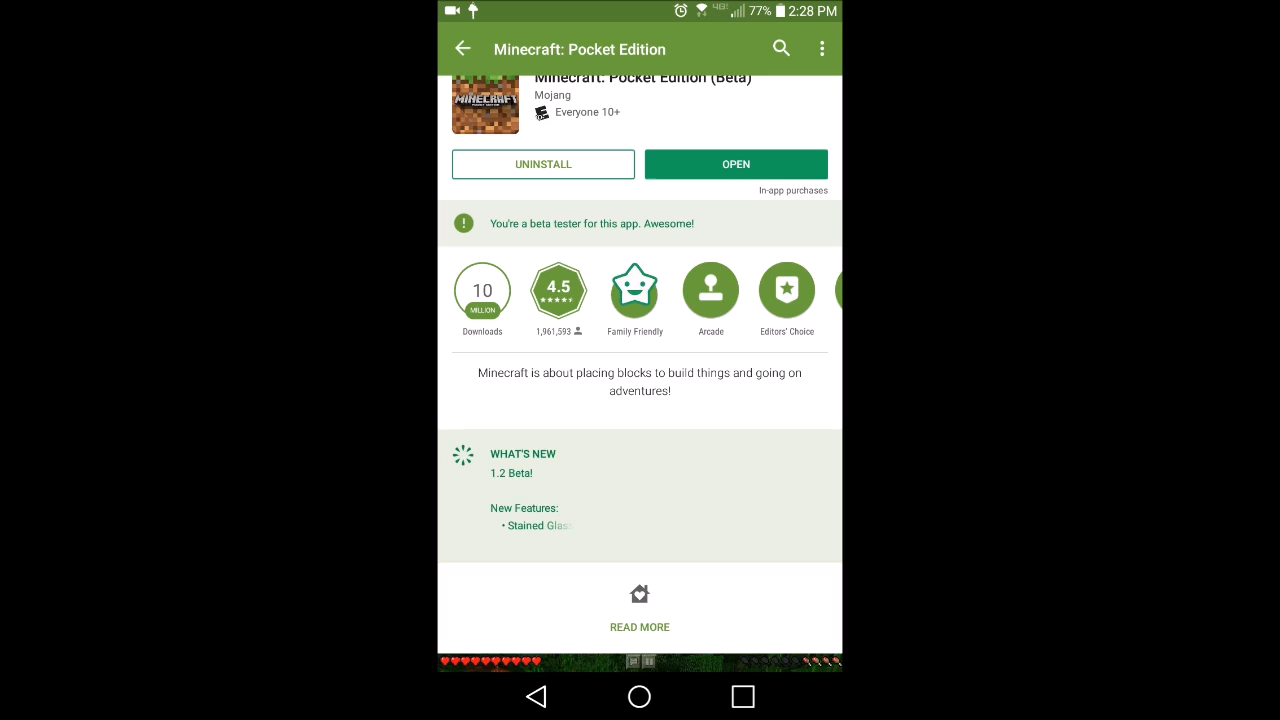 77% 2:28 PM
Minecraft: Pocket Edition
Minecraft: Pocket Edition (Beta)
MINECRAFT
POCKET EDITION
Mojang
Everyone 10+
UNINSTALL
OPEN
In-app purchases
You're a beta tester for this app. Awesome!
10
MILLION
4.5
Downloads
1,961,593
Family Friendly
Arcade
Editors' Choice
Minecraft is about placing blocks to build things and going on
adventures!
WHAT'S NEW
1.2 Beta!
New Features:
• Stained Glass
READ MORE